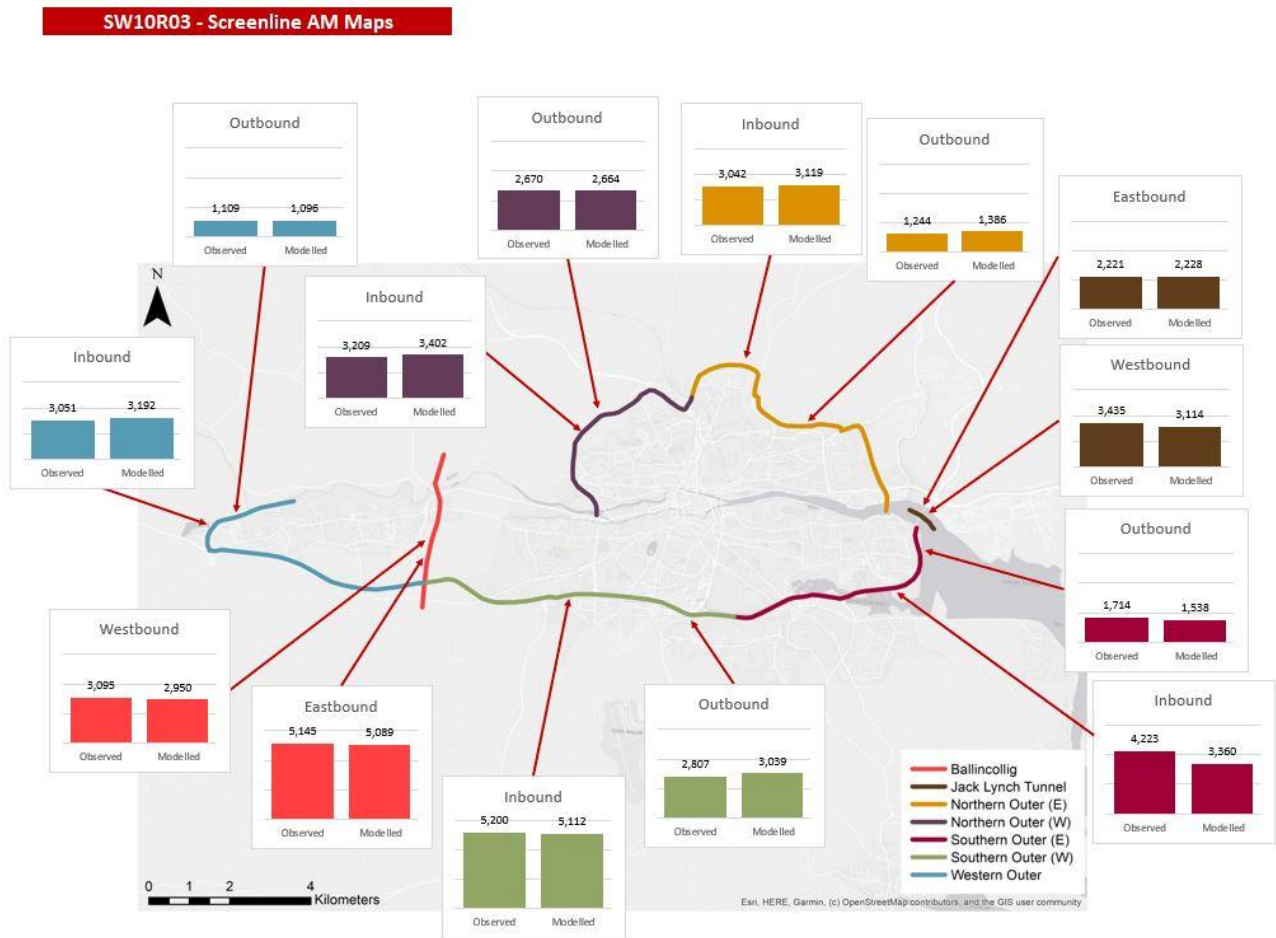 SW10R03 - Screenline AM Maps
Outbound
1,109 1,096
Observed Modelled
Outbound
2,670 2,664
Observed Modelled
Inbound
3,042 3,119
Observed Modelled
Outbound
1,244 1,386
Observed Modelled
Eastbound
2,221 2,228
Observed Modelled
N
Inbound
3,209 3,402
Observed Modelled
Inbound
3,051 3,192
Observed Modelled
Westbound
3,435 3,114
Observed Modelled
Outbound
1,714 1,538
Observed Modelled
Westbound
3,095 2,950
Observed Modelled
Eastbound
5,145 5,089
Observed Modelled
Inbound
5,200 5,112
Observed Modelled
Outbound
2,807 3,039
Observed Modelled
Inbound
4,223 3,360
Observed Modelled
Ballincollig
Jack Lynch Tunnel
Northern Outer (E)
Northern Outer (W)
Southern Outer (E)
Southern Outer (W)
Western Outer
0 1 2 4
Kilometers
Esri, HERE, Garmin, (c) OpenStreetMap contributors, and the GIS user community